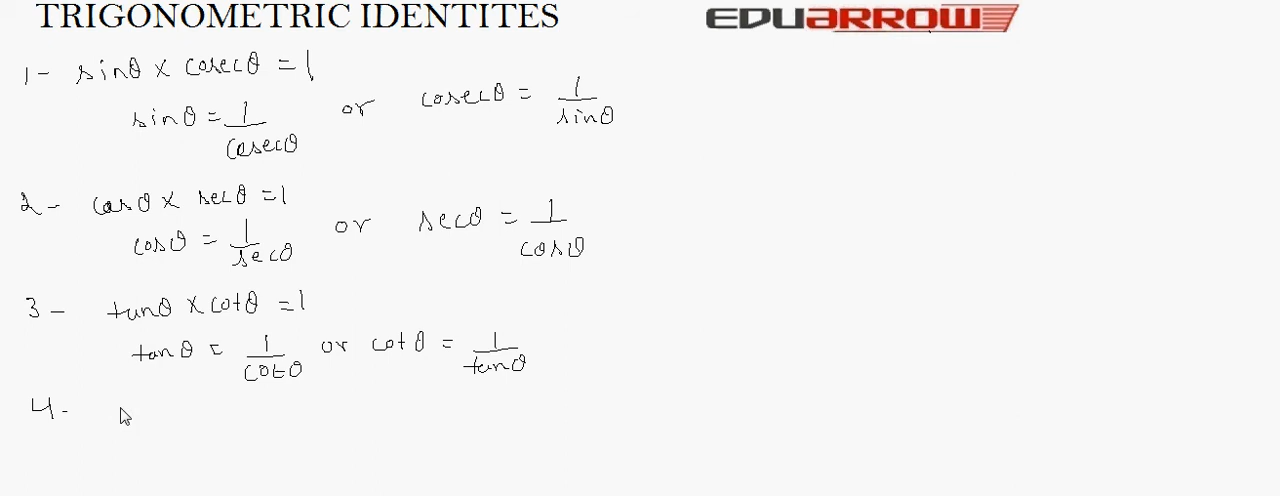 TRIGONOMETRIC IDENTITES
EDUARROW
1- sinθ × cosecθ = 1
sinθ = 1/cosecθ or cosecθ = 1/sinθ
2- cosθ × secθ = 1
cosθ = 1/secθ or secθ = 1/cosθ
3- tanθ × cotθ = 1
tanθ = 1/cotθ or cotθ = 1/tanθ
4-